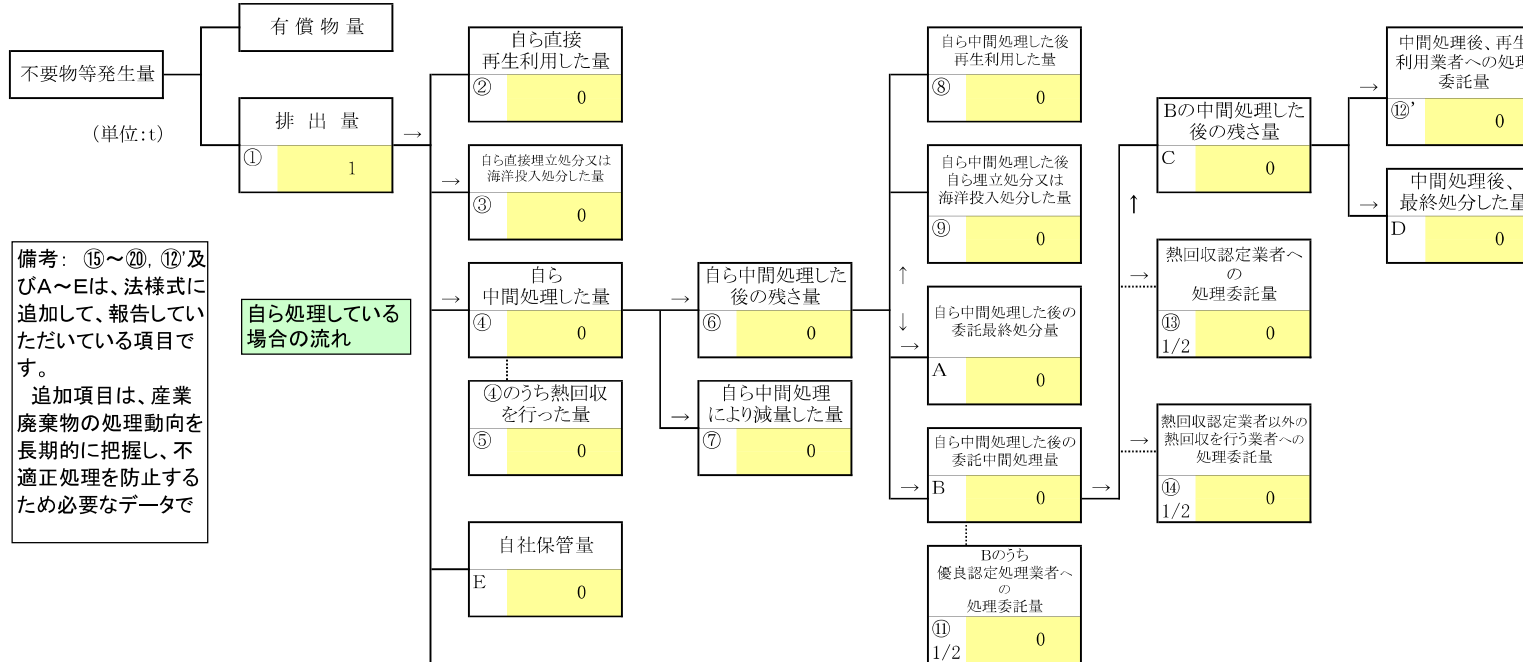 不要物等発生量
有償物量
(単位:t)
排出量
①
1
→
備考： ⑮～⑳, ⑫'及
びA～Eは、法様式に
追加して、報告してい
ただいている項目で
す。
追加項目は、産業
廃棄物の処理動向を
長期的に把握し、不
適正処理を防止する
ため必要なデータで
自ら処理している
場合の流れ
自ら直接
再生利用した量
②
0
→
自ら直接埋立処分又は
海洋投入処分した量
③
0
→
自ら
中間処理した量
④
0
④のうち熱回収
を行った量
⑤
0
自社保管量
E
0
→
自ら中間処理した
後の残さ量
⑥
0
→
自ら中間処理
により減量した量
⑦
0
自ら中間処理した後
再生利用した量
⑧
0
自ら中間処理した後
自ら埋立処分又は
海洋投入処分した量
⑨
0
↑
↓
→
自ら中間処理した後の
委託最終処分量
A
0
→
自ら中間処理した後の
委託中間処理量
B
0
→
Bのうち
優良認定処理業者へ
の
処理委託量
⑪
1/2
0
Bの中間処理した
後の残さ量
C
0
↑
→
熱回収認定業者へ
の
処理委託量
⑬
1/2
0
→
熱回収認定業者以外の
熱回収を行う業者への
処理委託量
⑭
1/2
0
→
中間処理後、再生
利用業者への処理
委託量
⑫'
0
→
中間処理後、
最終処分した量
D
0